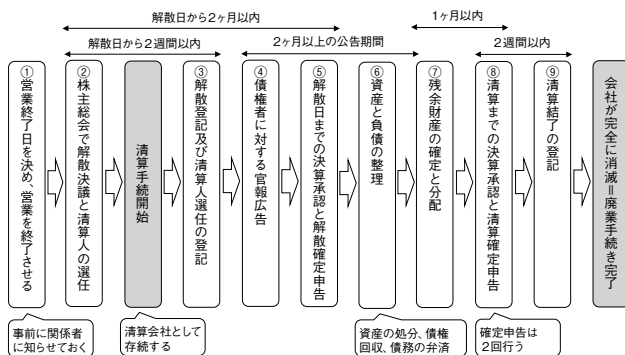 解散日から2ヶ月以内
1ヶ月以内
解散日から2週間以内
2ヶ月以上の公告期間
2週間以内
①営業終了日を決め、営業を終了させる
②株主総会で解散決議と清算人の選任
清算手続開始
③解散登記及び清算人選任の登記
④債権者に対する官報広告
⑤解散日までの決算承認と解散確定申告
⑥資産と負債の整理
⑦残余財産の確定と分配
⑧清算までの決算承認と清算確定申告
⑨清算結了の登記
会社が完全に消滅＝廃業手続き完了
事前に関係者
に知らせておく
清算会社として
存続する
資産の処分、債権
回収、債務の弁済
確定申告は
2回行う